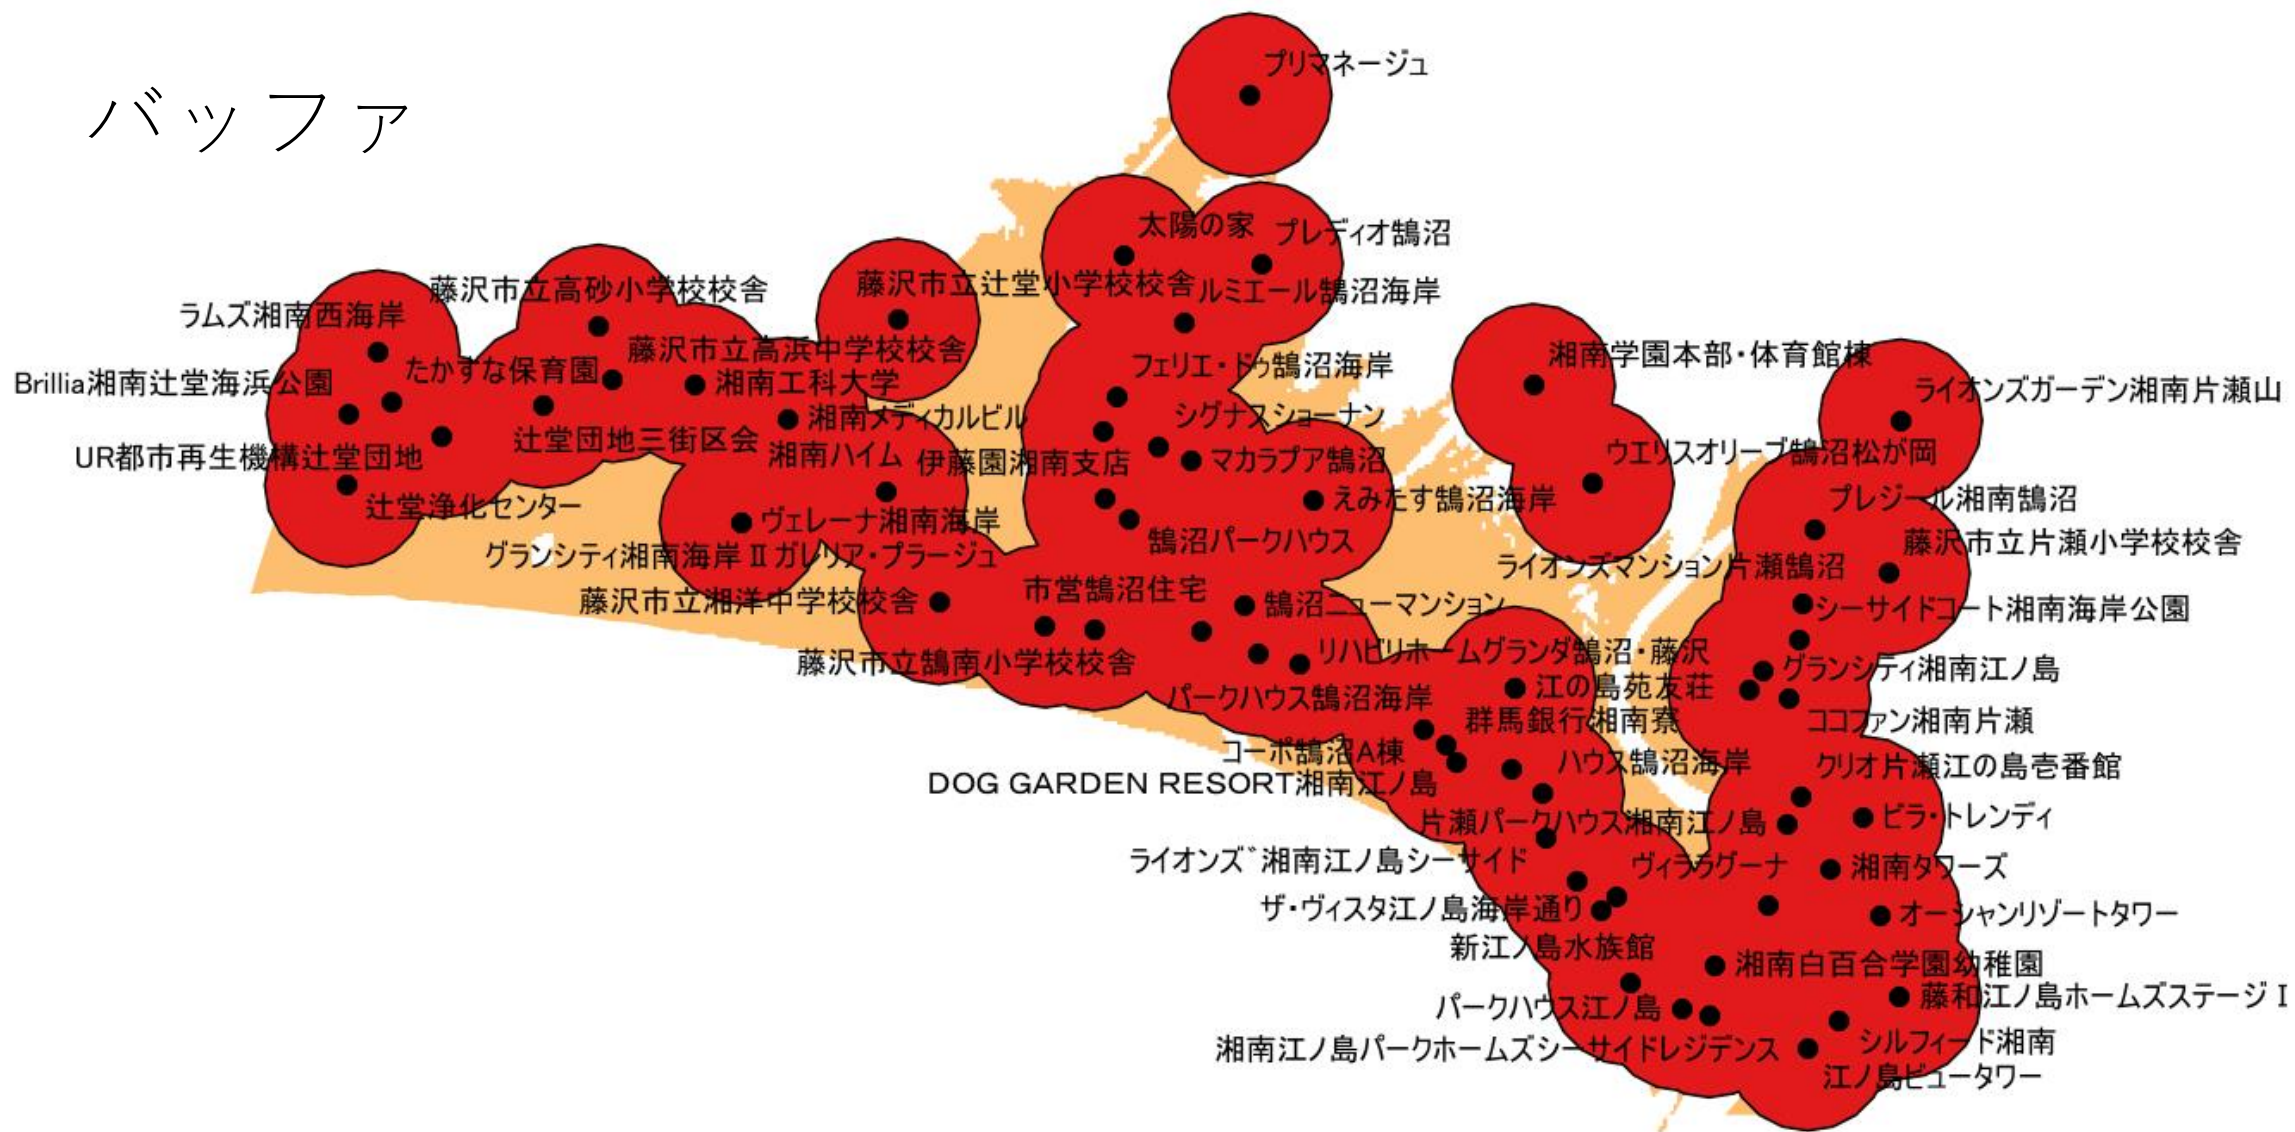 バッファ
プリマネージュ
太陽の家
プレディオ鵠沼
藤沢市立辻堂小学校校舎
ルミエール鵠沼海岸
藤沢市立高砂小学校校舎
ラムズ湘南西海岸
藤沢市立高浜中学校校舎
フェリエ・ドゥ鵠沼海岸
湘南学園本部・体育館棟
たかすな保育園
Brillia湘南辻堂海浜公園
湘南工科大学
ライオンズガーデン湘南片瀬山
湘南メディカルビル
シグナスショーナン
辻堂団地三街区会
UR都市再生機構辻堂団地
湘南ハイム
伊藤園湘南支店
マカラプア鵠沼
ウエリスオリーブ鵠沼松が岡
えみたす鵠沼海岸
プレジール湘南鵠沼
辻堂浄化センター
ヴェレーナ湘南海岸
鵠沼パークハウス
藤沢市立片瀬小学校校舎
グランシティ湘南海岸Ⅱガレリア・プラージュ
ライオンズマンション片瀬鵠沼
市営鵠沼住宅
藤沢市立湘洋中学校校舎
鵠沼ニューマンション
シーサイドコート湘南海岸公園
藤沢市立鵠南小学校校舎
リハビリホームグランダ鵠沼・藤沢
グランシティ湘南江ノ島
パークハウス鵠沼海岸
江の島苑友荘
群馬銀行湘南寮
ココファン湘南片瀬
コーポ鵠沼A棟
ハウス鵠沼海岸
クリオ片瀬江の島壱番館
DOG GARDEN RESORT湘南江ノ島
片瀬パークハウス湘南江ノ島
ビラ・トレンディ
ライオンズ゛湘南江ノ島シーサイド
ヴィララグーナ
湘南タワーズ
ザ・ヴィスタ江ノ島海岸通り
オーシャンリゾートタワー
新江ノ島水族館
湘南白百合学園幼稚園
藤和江ノ島ホームズステージⅠ
パークハウス江ノ島
湘南江ノ島パークホームズシーサイドレジデンス
シルフィード湘南
江ノ島ビュータワー